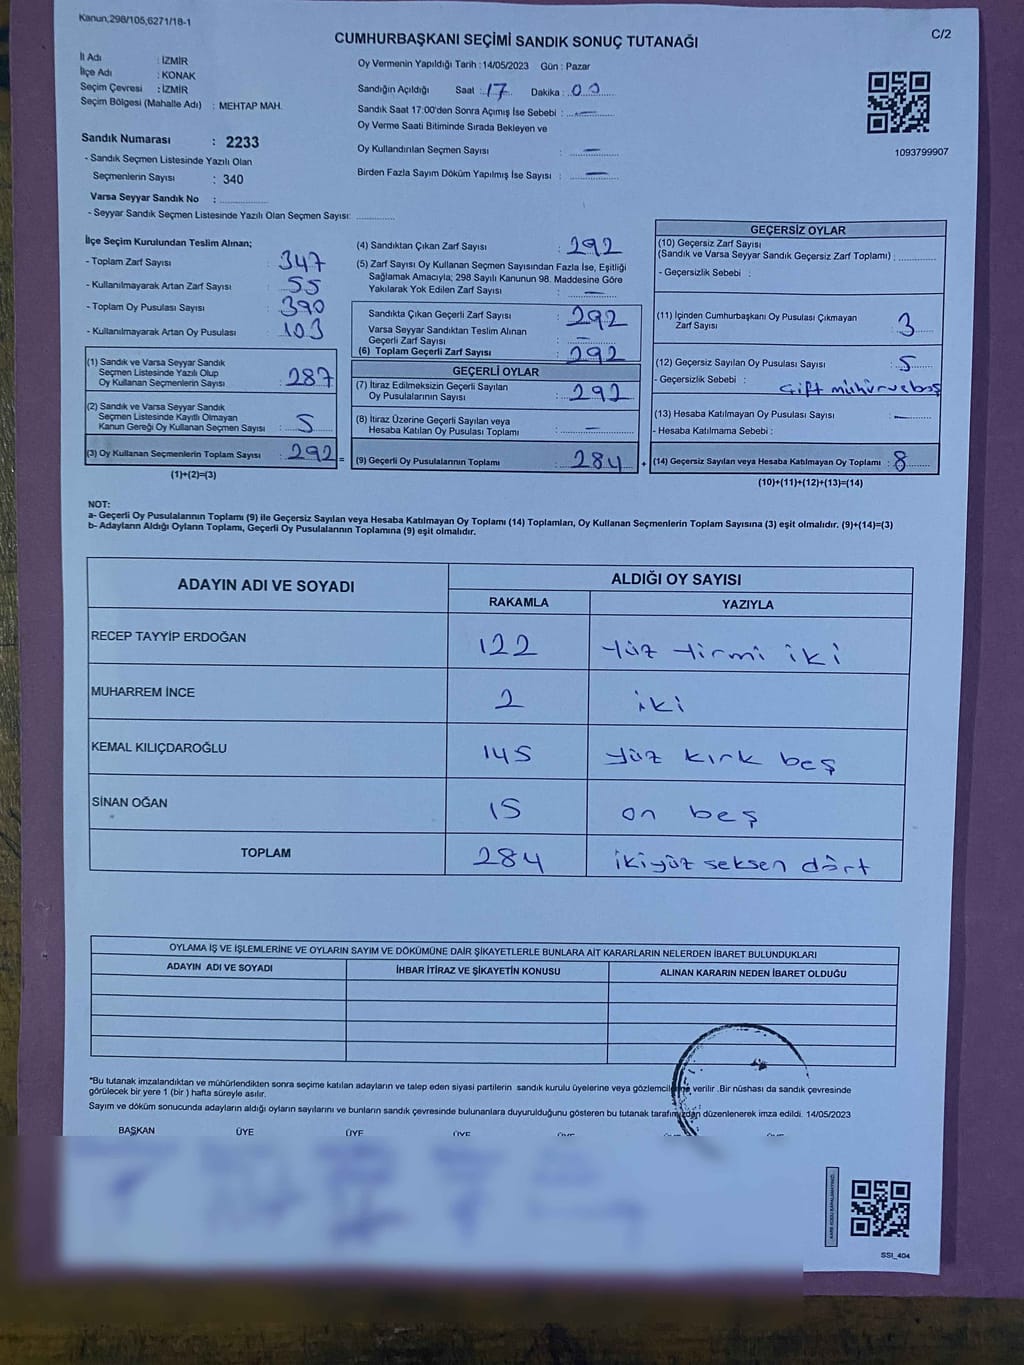 Kanun,298/105,6271/18-1
C/2
CUMHURBAŞKANI SEÇİMİ SANDIK SONUÇ TUTANAĞI
İl Adı : İZMİR
İlçe Adı : KONAK
Seçim Çevresi : İZMİR
Seçim Bölgesi (Mahalle Adı) : MEHTAP MAH.
Oy Vermenin Yapıldığı Tarih : 14/05/2023 Gün : Pazar
Sandığın Açıldığı Saat : 17 Dakika : 00
Sandık Saat 17:00'den Sonra Açımış İse Sebebi : —
Oy Verme Saati Bitiminde Sırada Bekleyen ve
Oy Kullandırılan Seçmen Sayısı : —
Birden Fazla Sayım Döküm Yapılmış İse Sayısı : —
1093799907
Sandık Numarası : 2233
- Sandık Seçmen Listesinde Yazılı Olan
Seçmenlerin Sayısı : 340
Varsa Seyyar Sandık No :
- Seyyar Sandık Seçmen Listesinde Yazılı Olan Seçmen Sayısı:
İlçe Seçim Kurulundan Teslim Alınan;
- Toplam Zarf Sayısı : 347
- Kullanılmayarak Artan Zarf Sayısı : 55
- Toplam Oy Pusulası Sayısı : 390
- Kullanılmayarak Artan Oy Pusulası : 103
(1) Sandık ve Varsa Seyyar Sandık
Seçmen Listesinde Yazılı Olup
Oy Kullanan Seçmenlerin Sayısı : 287
(2) Sandık ve Varsa Seyyar Sandık
Seçmen Listesinde Kayıtlı Olmayan
Kanun Gereği Oy Kullanan Seçmen Sayısı : 5
(3) Oy Kullanan Seçmenlerin Toplam Sayısı : 292 =
(1)+(2)=(3)
(4) Sandıktan Çıkan Zarf Sayısı : 292
(5) Zarf Sayısı Oy Kullanan Seçmen Sayısından Fazla İse, Eşitliği
Sağlamak Amacıyla; 298 Sayılı Kanunun 98. Maddesine Göre
Yakılarak Yok Edilen Zarf Sayısı : —
Sandıkta Çıkan Geçerli Zarf Sayısı : 292
Varsa Seyyar Sandıktan Teslim Alınan
Geçerli Zarf Sayısı : —
(6) Toplam Geçerli Zarf Sayısı : 292
GEÇERLİ OYLAR
(7) İtiraz Edilmeksizin Geçerli Sayılan
Oy Pusulalarının Sayısı : 292
(8) İtiraz Üzerine Geçerli Sayılan veya
Hesaba Katılan Oy Pusulası Toplamı : —
(9) Geçerli Oy Pusulalarının Toplamı : 284 +
GEÇERSİZ OYLAR
(10) Geçersiz Zarf Sayısı
(Sandık ve Varsa Seyyar Sandık Geçersiz Zarf Toplamı) :
- Geçersizlik Sebebi :
(11) İçinden Cumhurbaşkanı Oy Pusulası Çıkmayan
Zarf Sayısı : 3
(12) Geçersiz Sayılan Oy Pusulası Sayısı : 5
- Geçersizlik Sebebi : Çift mühür ve boş
(13) Hesaba Katılmayan Oy Pusulası Sayısı : —
- Hesaba Katılmama Sebebi :
(14) Geçersiz Sayılan veya Hesaba Katılmayan Oy Toplamı : 8
(10)+(11)+(12)+(13)=(14)
NOT:
a- Geçerli Oy Pusulalarının Toplamı (9) ile Geçersiz Sayılan veya Hesaba Katılmayan Oy Toplamı (14) Toplamları, Oy Kullanan Seçmenlerin Toplam Sayısına (3) eşit olmalıdır. (9)+(14)=(3)
b- Adayların Aldığı Oyların Toplamı, Geçerli Oy Pusulalarının Toplamına (9) eşit olmalıdır.
ADAYIN ADI VE SOYADI ALDIĞI OY SAYISI
RAKAMLA YAZIYLA
RECEP TAYYİP ERDOĞAN 122 Yüz Yirmi iki
MUHARREM İNCE 2 iki
KEMAL KILIÇDAROĞLU 145 yüz kırk beş
SİNAN OĞAN 15 on beş
TOPLAM 284 ikiyüz seksen dört
OYLAMA İŞ VE İŞLEMLERİNE VE OYLARIN SAYIM VE DÖKÜMÜNE DAİR ŞİKAYETLERLE BUNLARA AİT KARARLARIN NELERDEN İBARET BULUNDUKLARI
ADAYIN ADI VE SOYADI İHBAR İTİRAZ VE ŞİKAYETİN KONUSU ALINAN KARARIN NEDEN İBARET OLDUĞU
*Bu tutanak imzalandıktan ve mühürlendikten sonra seçime katılan adayların ve talep eden siyasi partilerin sandık kurulu üyelerine veya gözlemcilerine verilir .Bir nüshası da sandık çevresinde
görülecek bir yere 1 (bir ) hafta süreyle asılır.
Sayım ve döküm sonucunda adayların aldığı oyların sayılarını ve bunların sandık çevresinde bulunanlara duyurulduğunu gösteren bu tutanak tarafımızdan düzenlenerek imza edildi. 14/05/2023
BAŞKAN ÜYE ÜYE ÜYE
SSI_404